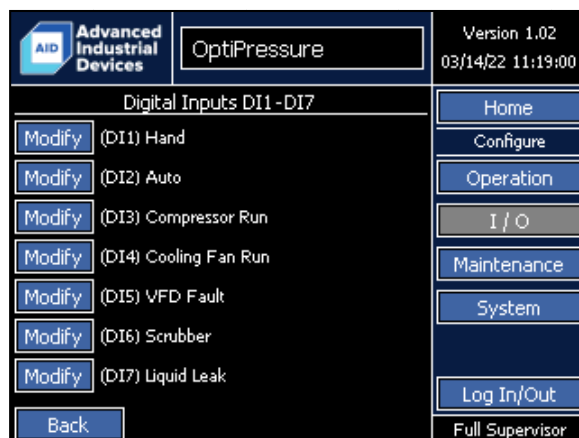 AID
Advanced
Industrial
Devices
OptiPressure
Version 1.02
03/14/22 11:19:00
Digital Inputs DI1-DI7
Modify (DI1) Hand
Modify (DI2) Auto
Modify (DI3) Compressor Run
Modify (DI4) Cooling Fan Run
Modify (DI5) VFD Fault
Modify (DI6) Scrubber
Modify (DI7) Liquid Leak
Back
Home
Configure
Operation
I / O
Maintenance
System
Log In/Out
Full Supervisor